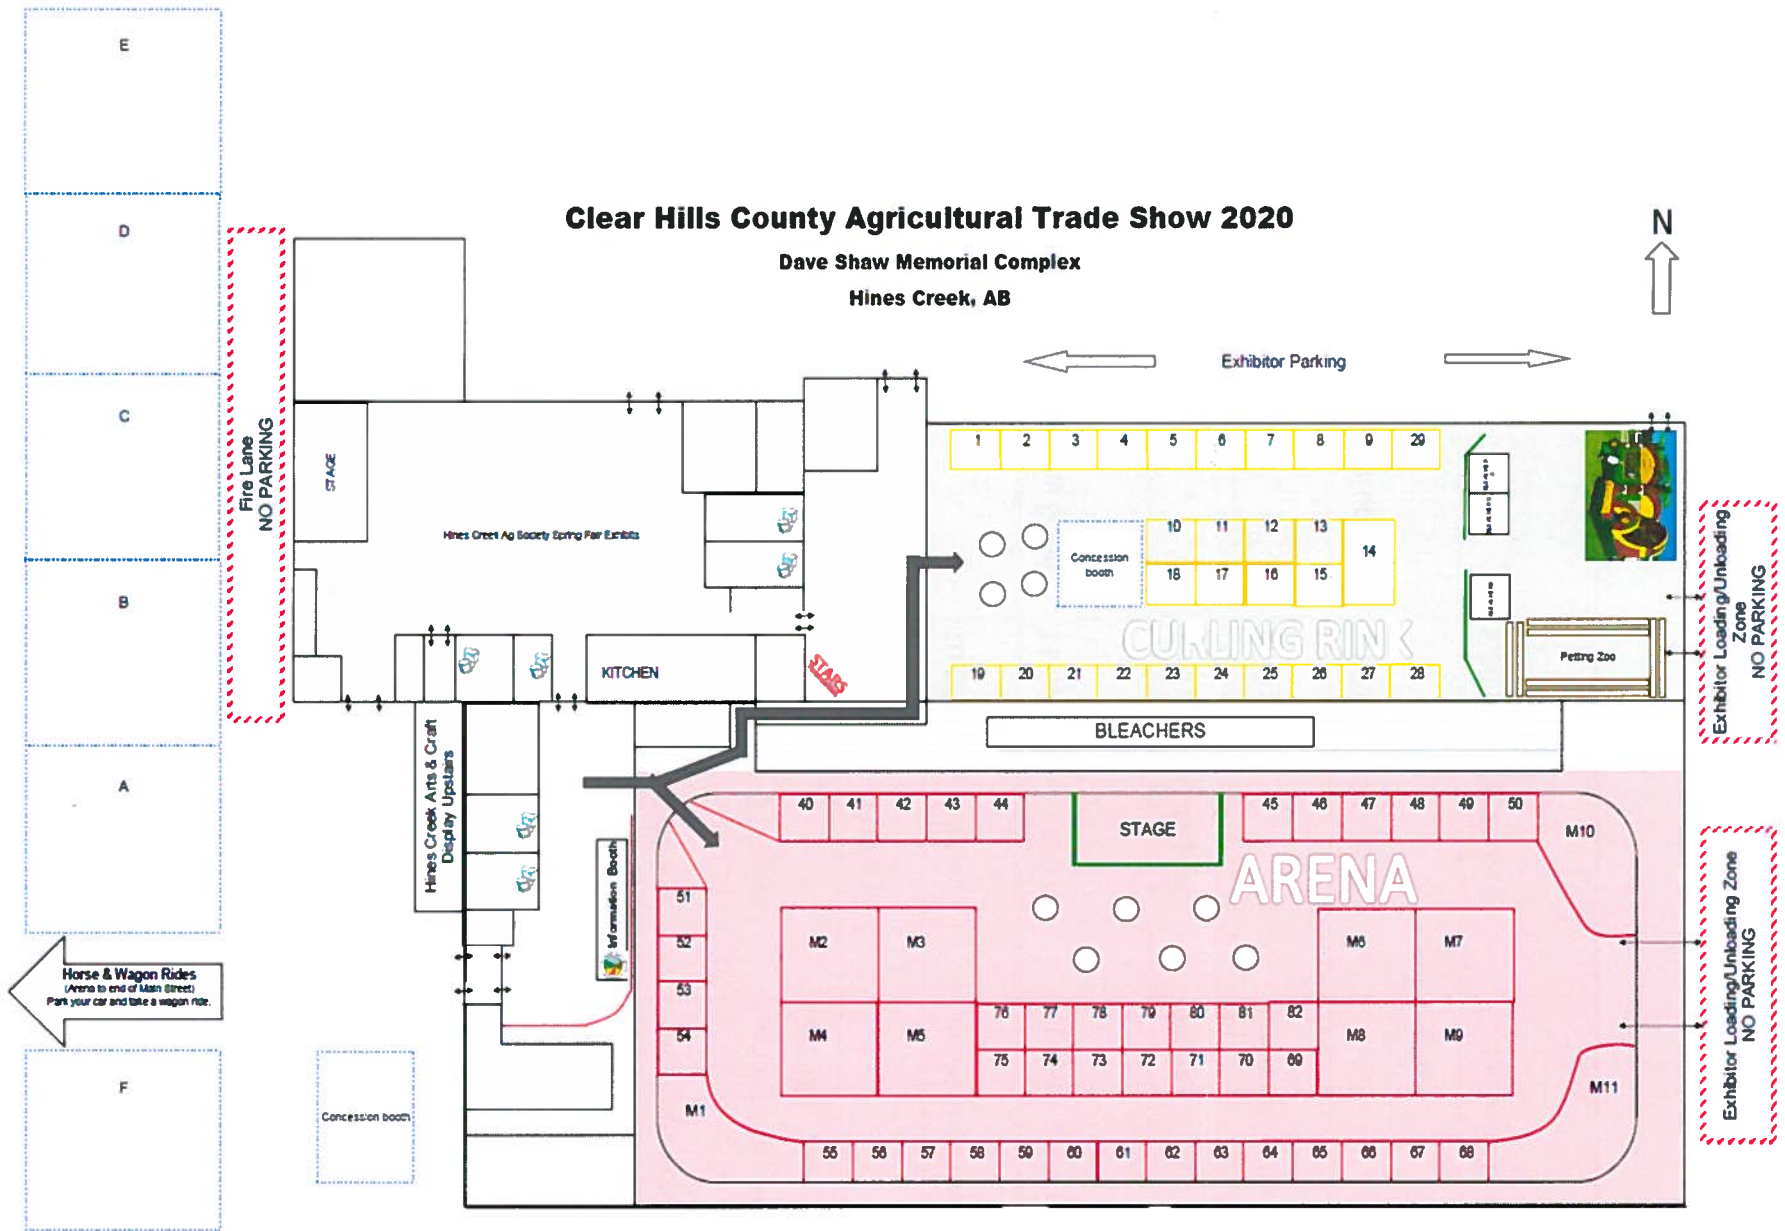 E
D
C
B
A
F
Clear Hills County Agricultural Trade Show 2020
Dave Shaw Memorial Complex
Hines Creek, AB
N
Exhibitor Parking
Fire Lane
NO PARKING
STAGE
Hines Creek Ag Society Spring Fair Exhibits
KITCHEN
STARS
1 2 3 4 5 6 7 8 9 29
Concession
booth
10 11 12 13
14
18 17 16 15
CURLING RINK
19 20 21 22 23 24 25 26 27 28
Petting Zoo
Exhibitor Loading/Unloading
Zone
NO PARKING
BLEACHERS
Hines Creek Arts & Craft
Display Upstairs
Information Booth
40 41 42 43 44
STAGE
45 46 47 48 49 50
M10
ARENA
51
52
53
54
M1
M2 M3
M4 M5
M6 M7
M8 M9
76 77 78 79 80 81 82
75 74 73 72 71 70 69
M11
55 56 57 58 59 60 61 62 63 64 65 66 67 68
Exhibitor Loading/Unloading Zone
NO PARKING
Horse & Wagon Rides
(Arena to end of Main Street)
Park your car and take a wagon ride.
Concession booth